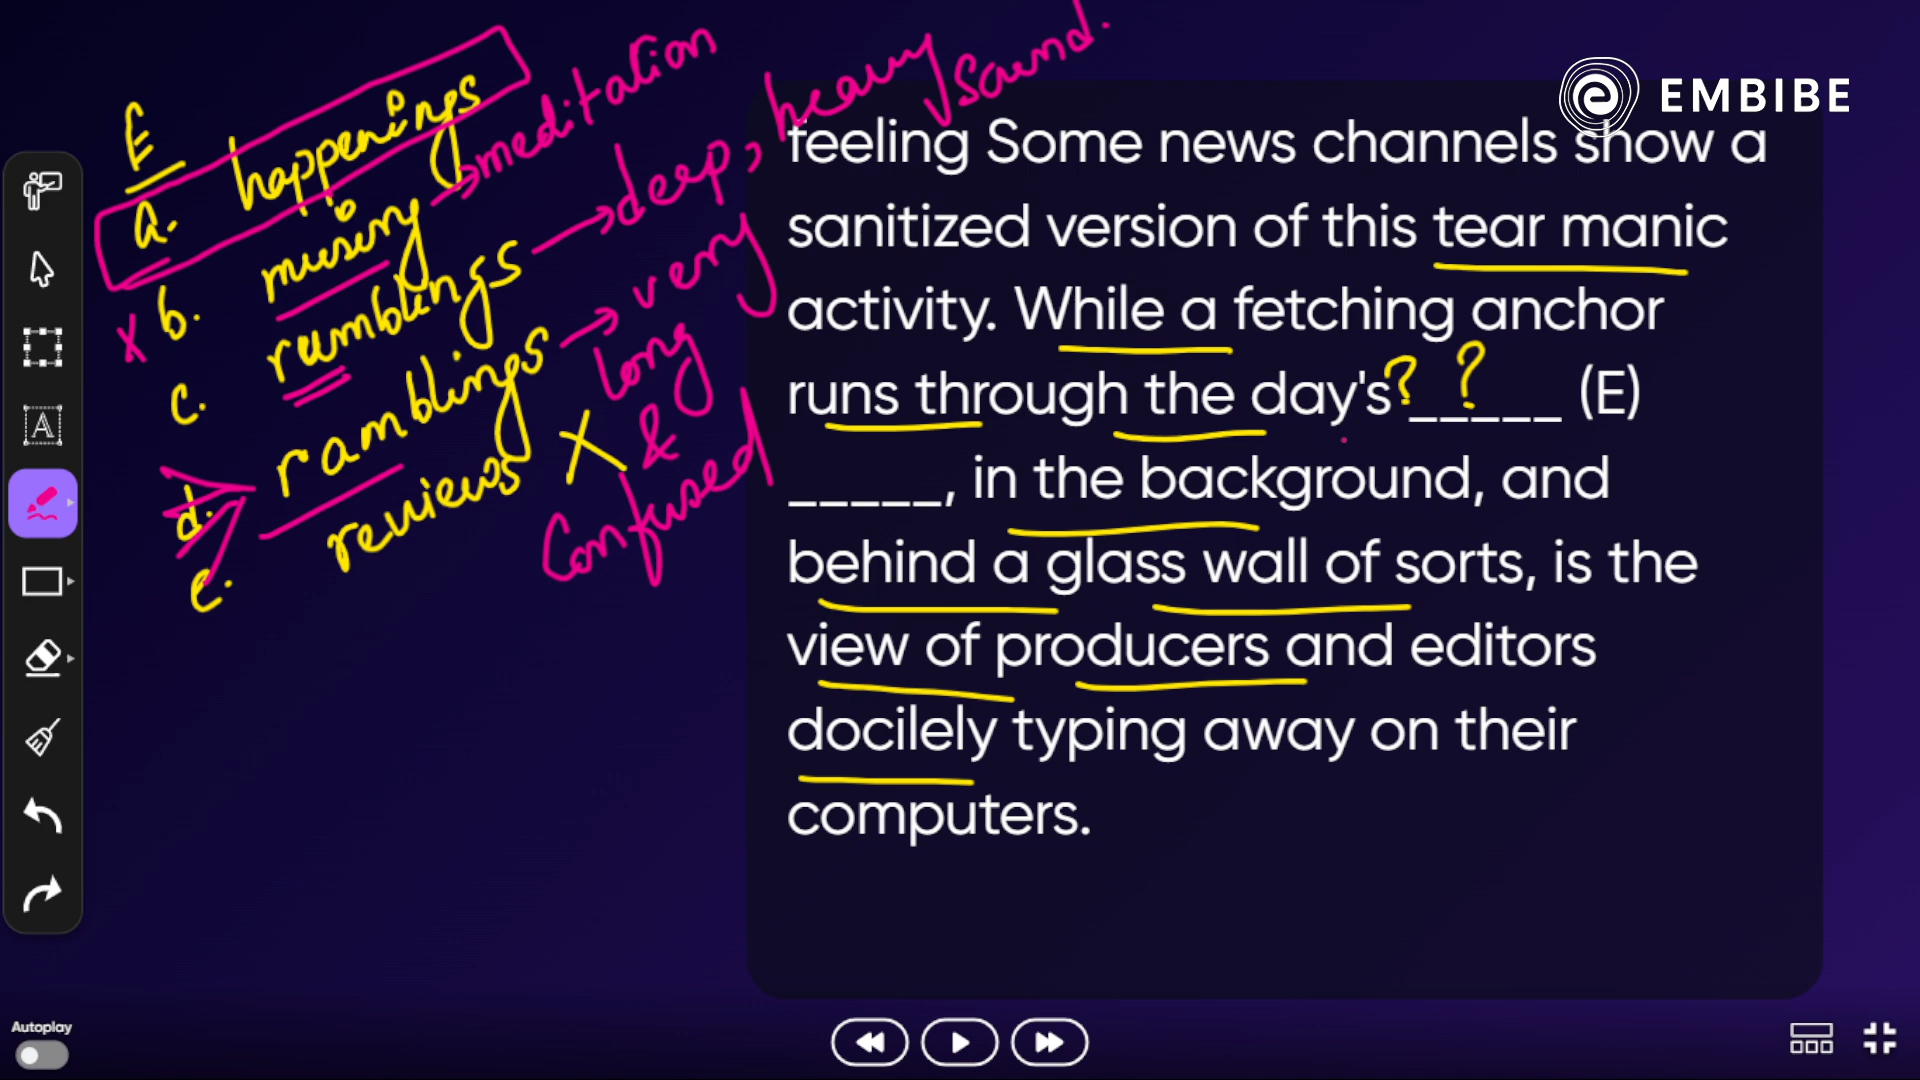 E
a. happenings
b. musing → meditation
c. rumblings → deep, heavy sound.
d. ramblings → very long & Confused
e. reviews X
EMBIBE
feeling Some news channels show a
sanitized version of this tear manic
activity. While a fetching anchor
runs through the day's ? ? _____ (E)
_____, in the background, and
behind a glass wall of sorts, is the
view of producers and editors
docilely typing away on their
computers.
A
Autoplay